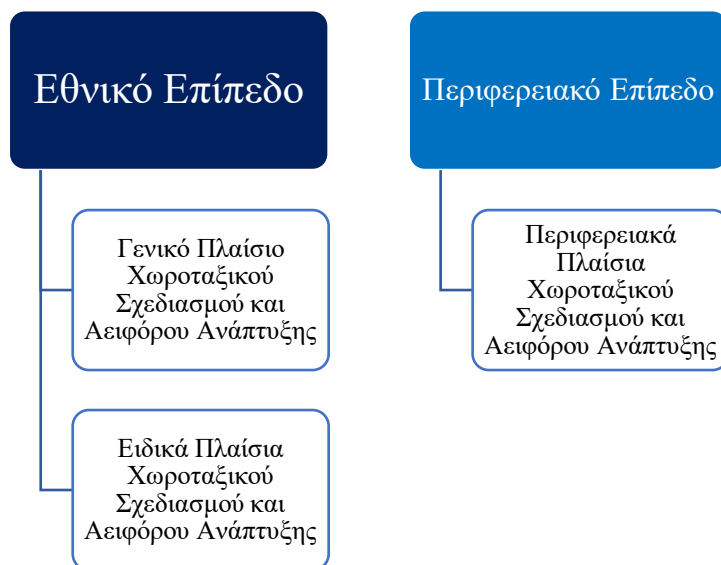 Εθνικό Επίπεδο
Γενικό Πλαίσιο
Χωροταξικού
Σχεδιασμού και
Αειφόρου Ανάπτυξης
Ειδικά Πλαίσια
Χωροταξικού
Σχεδιασμού και
Αειφόρου Ανάπτυξης
Περιφερειακό Επίπεδο
Περιφερειακά
Πλαίσια
Χωροταξικού
Σχεδιασμού και
Αειφόρου Ανάπτυξης